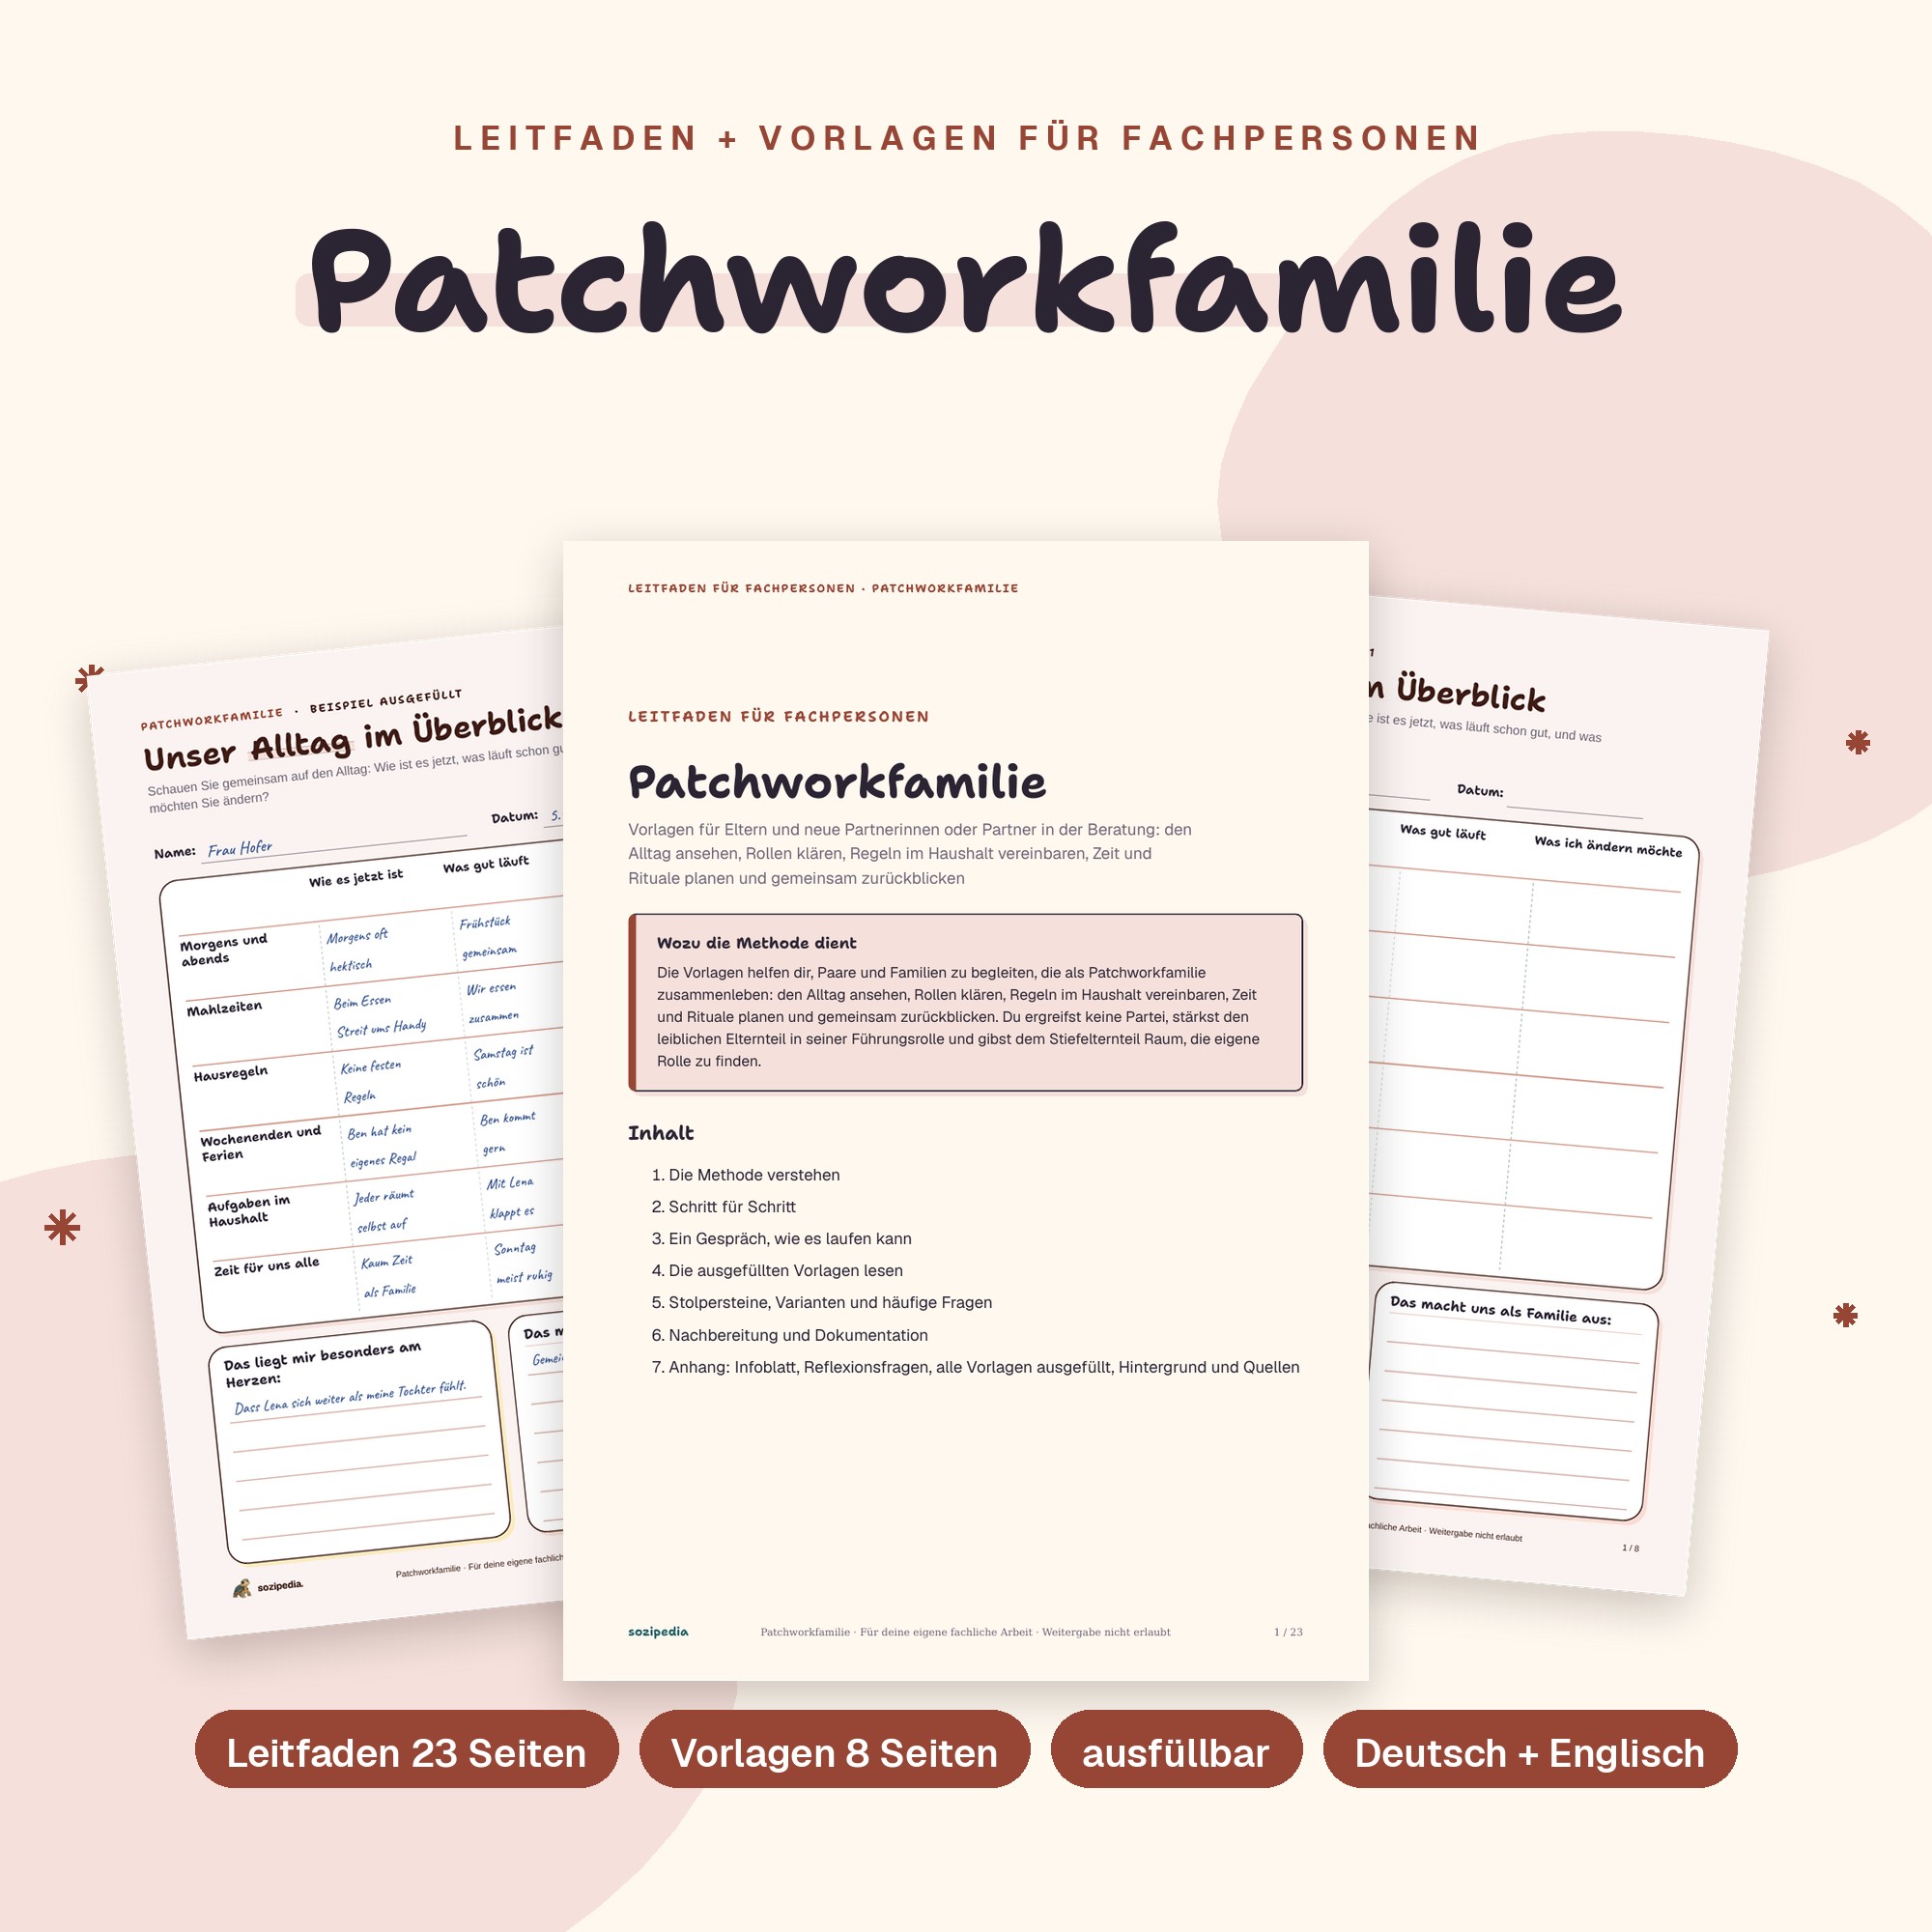 LEITFADEN + VORLAGEN FÜR FACHPERSONEN
Patchworkfamilie
PATCHWORKFAMILIE · BEISPIEL AUSGEFÜLLT
Unser Alltag im Überblick
Schauen Sie gemeinsam auf den Alltag: Wie ist es jetzt, was läuft schon
möchten Sie ändern?
Name: Frau Hofer
Datum: 5.
Wie es jetzt ist
Was gut läuft
Morgens und
abends
Morgens oft
hektisch
Frühstück
gemeinsam
Mahlzeiten
Beim Essen
Streit ums Handy
Wir essen
zusammen
Hausregeln
Keine festen
Regeln
Samstag ist
schön
Wochenenden und
Ferien
Ben hat kein
eigenes Regal
Ben kommt
gern
Aufgaben im
Haushalt
Jeder räumt
selbst auf
Mit Lena
klappt es
Zeit für uns alle
Kaum Zeit
als Familie
Sonntag
meist ruhig
Das liegt mir besonders am
Herzen:
Dass Lena sich weiter als meine Tochter fühlt.
Das
sozipedia.
Patchworkfamilie · Für deine eigene
LEITFADEN FÜR FACHPERSONEN · PATCHWORKFAMILIE
LEITFADEN FÜR FACHPERSONEN
Patchworkfamilie
Vorlagen für Eltern und neue Partnerinnen oder Partner in der Beratung: den
Alltag ansehen, Rollen klären, Regeln im Haushalt vereinbaren, Zeit und
Rituale planen und gemeinsam zurückblicken
Wozu die Methode dient
Die Vorlagen helfen dir, Paare und Familien zu begleiten, die als Patchworkfamilie
zusammenleben: den Alltag ansehen, Rollen klären, Regeln im Haushalt vereinbaren, Zeit
und Rituale planen und gemeinsam zurückblicken. Du ergreifst keine Partei, stärkst den
leiblichen Elternteil in seiner Führungsrolle und gibst dem Stiefelternteil Raum, die eigene
Rolle zu finden.
Inhalt
1. Die Methode verstehen
2. Schritt für Schritt
3. Ein Gespräch, wie es laufen kann
4. Die ausgefüllten Vorlagen lesen
5. Stolpersteine, Varianten und häufige Fragen
6. Nachbereitung und Dokumentation
7. Anhang: Infoblatt, Reflexionsfragen, alle Vorlagen ausgefüllt, Hintergrund und Quellen
sozipedia
Patchworkfamilie · Für deine eigene fachliche Arbeit · Weitergabe nicht erlaubt
1 / 23
Überblick
ist es jetzt, was läuft schon gut, und was
Datum:
Was gut läuft
Was ich ändern möchte
Das macht uns als Familie aus:
Arbeit · Weitergabe nicht erlaubt
1 / 8
Leitfaden 23 Seiten
Vorlagen 8 Seiten
ausfüllbar
Deutsch + Englisch